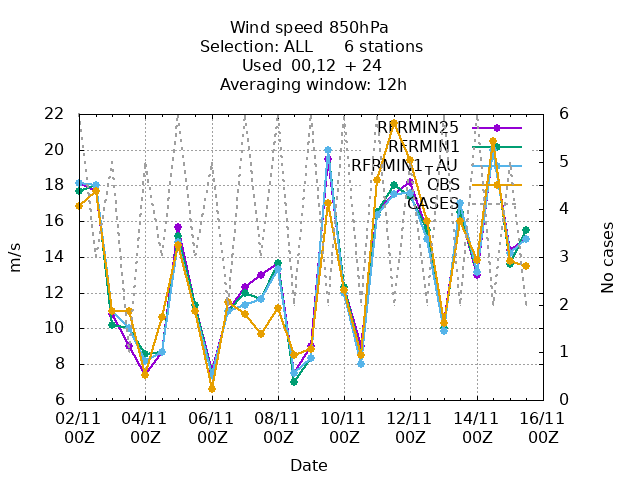 Wind speed 850hPa
Selection: ALL 6 stations
Used 00,12 + 24
Averaging window: 12h
22 6
RFRMIN25
20 5
RFRMIN1
RFRMIN1_AU
18
OBS
CASES
16 4
14 3
m/s
No cases
12 2
10
8 1
6 0
02/11 04/11 06/11 08/11 10/11 12/11 14/11 16/11
00Z 00Z 00Z 00Z 00Z 00Z 00Z 00Z
Date